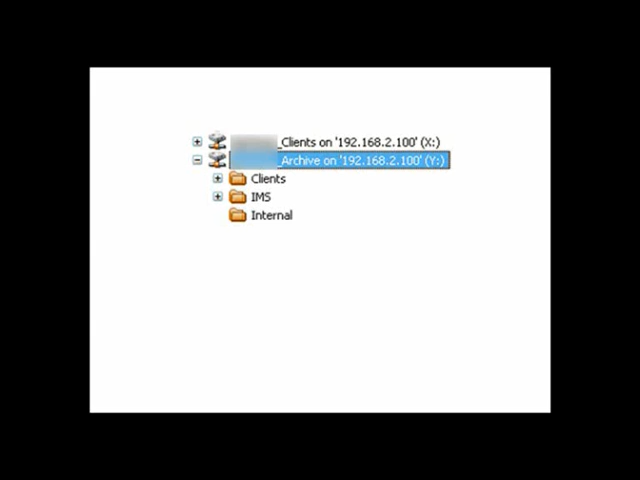 _Clients on '192.168.2.100' (X:)
_Archive on '192.168.2.100' (Y:)
Clients
IMS
Internal